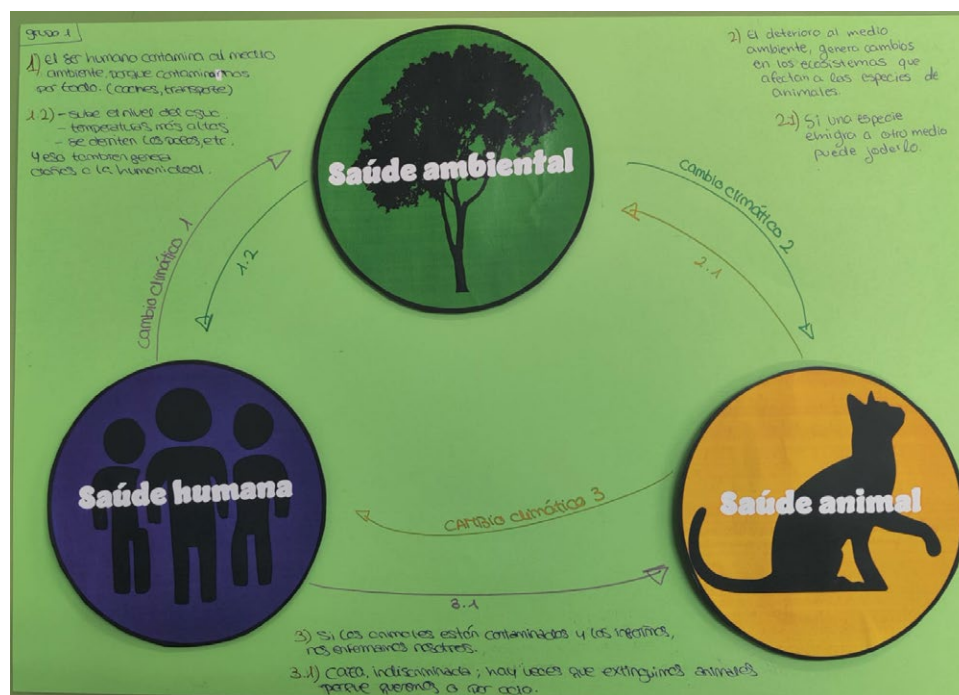 grupo 1
1) El ser humano contamina al medio
ambiente, porque contaminamos
por todo. (coches, transporte)
1.2) - sube el nivel del agua
- temperaturas más altas
- se derriten los polos, etc.
Y eso también genera
daños a la humanidad.
2) El deterioro al medio
ambiente, genera cambios
en los ecosistemas que
afectan a las especies de
animales.
2.1) Si una especie
emigra a otro medio
puede joderlo.
Saúde ambiental
cambio climático 1
1.2
cambio climático 2
2.1
Saúde humana
Saúde animal
cambio climático 3
3.1
3) Si los animales están contaminados y los ingerimos,
nos enfermamos nosotros.
3.1) caza, indiscriminada; hay veces que extinguimos animales
porque queremos o por ocio.